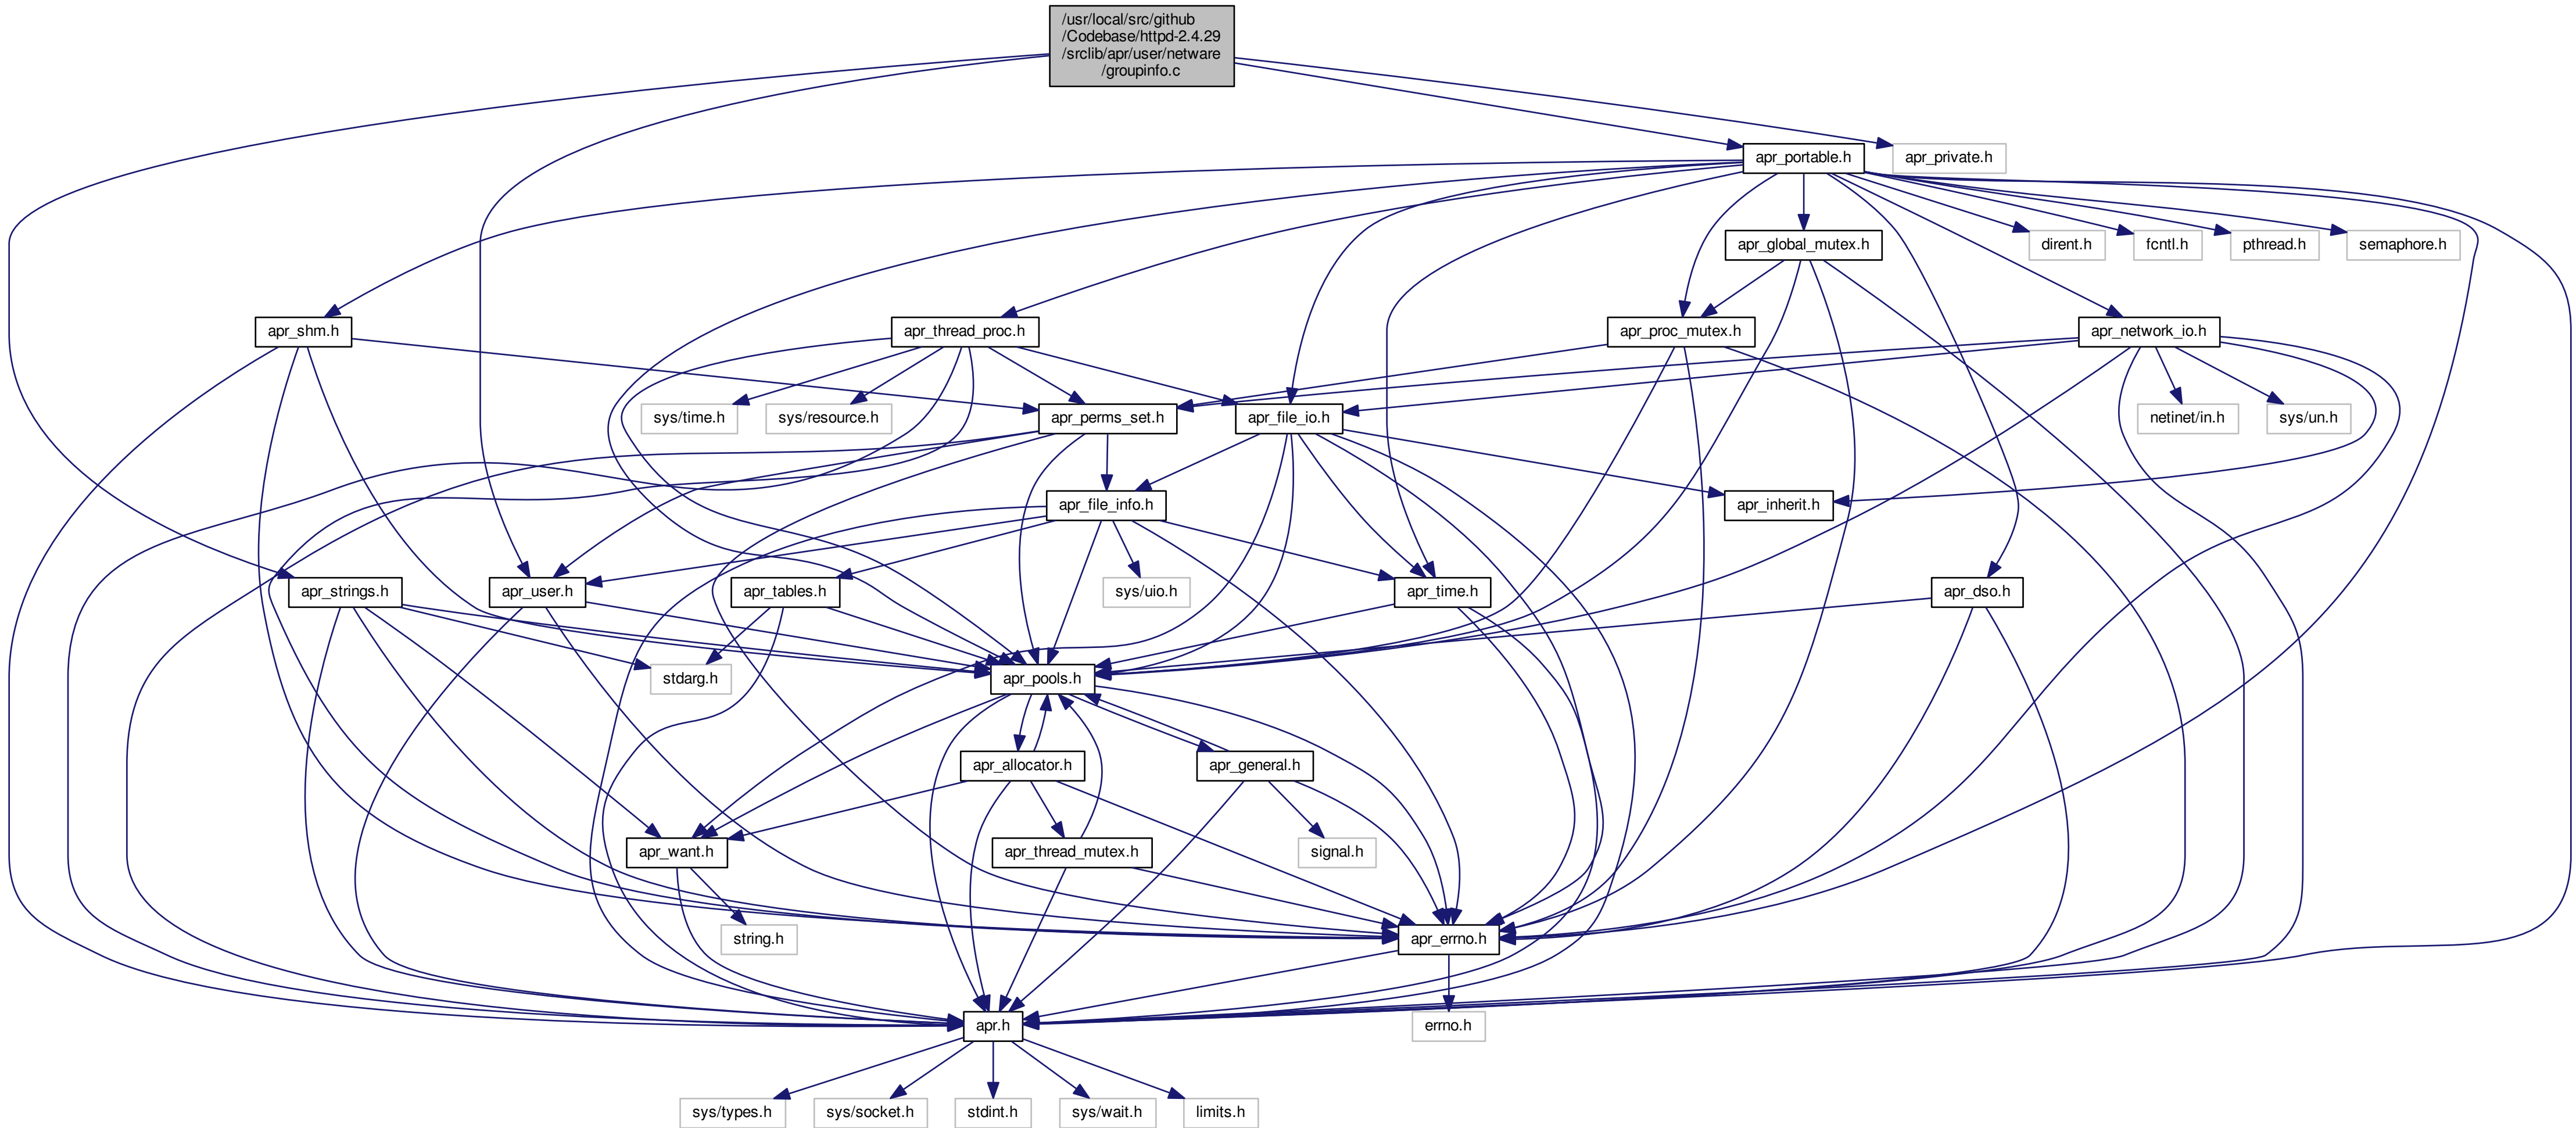 /usr/local/src/github
/Codebase/httpd-2.4.29
/srclib/apr/user/netware
/groupinfo.c
apr_portable.h
apr_private.h
apr_global_mutex.h
dirent.h
fcntl.h
pthread.h
semaphore.h
apr_shm.h
apr_thread_proc.h
apr_proc_mutex.h
apr_network_io.h
sys/time.h
sys/resource.h
apr_perms_set.h
apr_file_io.h
netinet/in.h
sys/un.h
apr_file_info.h
apr_inherit.h
apr_strings.h
apr_user.h
apr_tables.h
sys/uio.h
apr_time.h
apr_dso.h
stdarg.h
apr_pools.h
apr_allocator.h
apr_general.h
apr_want.h
apr_thread_mutex.h
signal.h
string.h
apr_errno.h
apr.h
errno.h
sys/types.h
sys/socket.h
stdint.h
sys/wait.h
limits.h